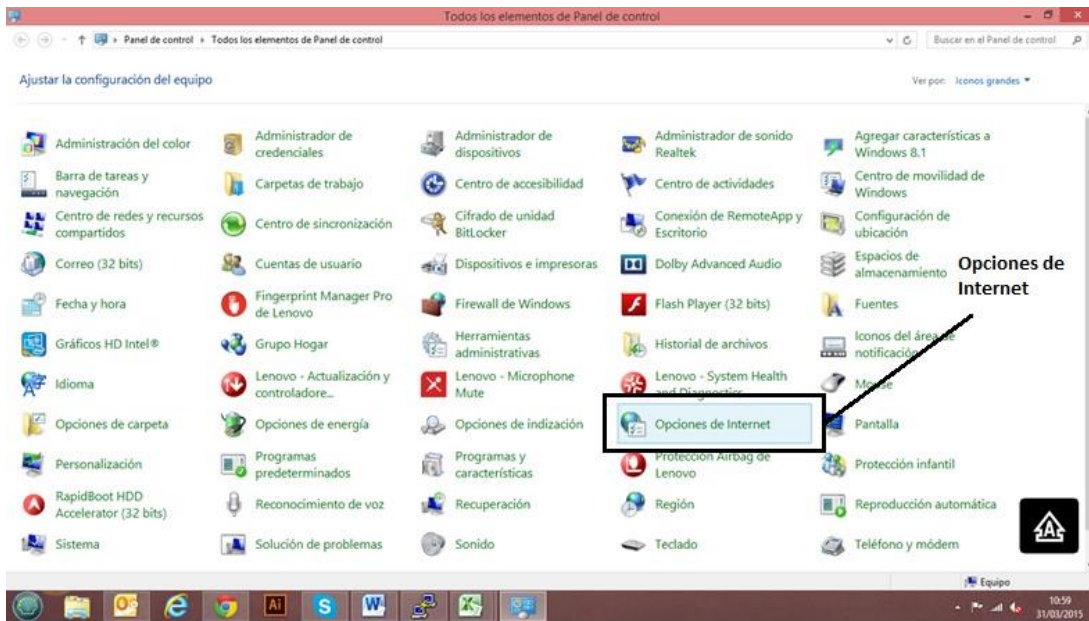 Todos los elementos de Panel de control
Panel de control
Todos los elementos de Panel de control
Buscar en el Panel de control
Ajustar la configuración del equipo
Ver por:
Iconos grandes
Administración del color
Administrador de
credenciales
Administrador de
dispositivos
Administrador de sonido
Realtek
Agregar características a
Windows 8.1
Barra de tareas y
navegación
Carpetas de trabajo
Centro de accesibilidad
Centro de actividades
Centro de movilidad de
Windows
Centro de redes y recursos
compartidos
Centro de sincronización
Cifrado de unidad
BitLocker
Conexión de RemoteApp y
Escritorio
Configuración de
ubicación
Correo (32 bits)
Cuentas de usuario
Dispositivos e impresoras
Dolby Advanced Audio
Espacios de
almacenamiento
Opciones de
Internet
Fecha y hora
Fingerprint Manager Pro
de Lenovo
Firewall de Windows
Flash Player (32 bits)
Fuentes
Gráficos HD Intel®
Grupo Hogar
Herramientas
administrativas
Historial de archivos
Iconos del área de
notificación
Idioma
Lenovo - Actualización y
controladore...
Lenovo - Microphone
Mute
Lenovo - System Health
and Diagnostics
Mouse
Opciones de carpeta
Opciones de energía
Opciones de indización
Opciones de Internet
Pantalla
Personalización
Programas
predeterminados
Programas y
características
Protección Airbag de
Lenovo
Protección infantil
RapidBoot HDD
Accelerator (32 bits)
Reconocimiento de voz
Recuperación
Región
Reproducción automática
Sistema
Solución de problemas
Sonido
Teclado
Teléfono y módem
A
Equipo
Ai
S
W
10:59
31/03/2015